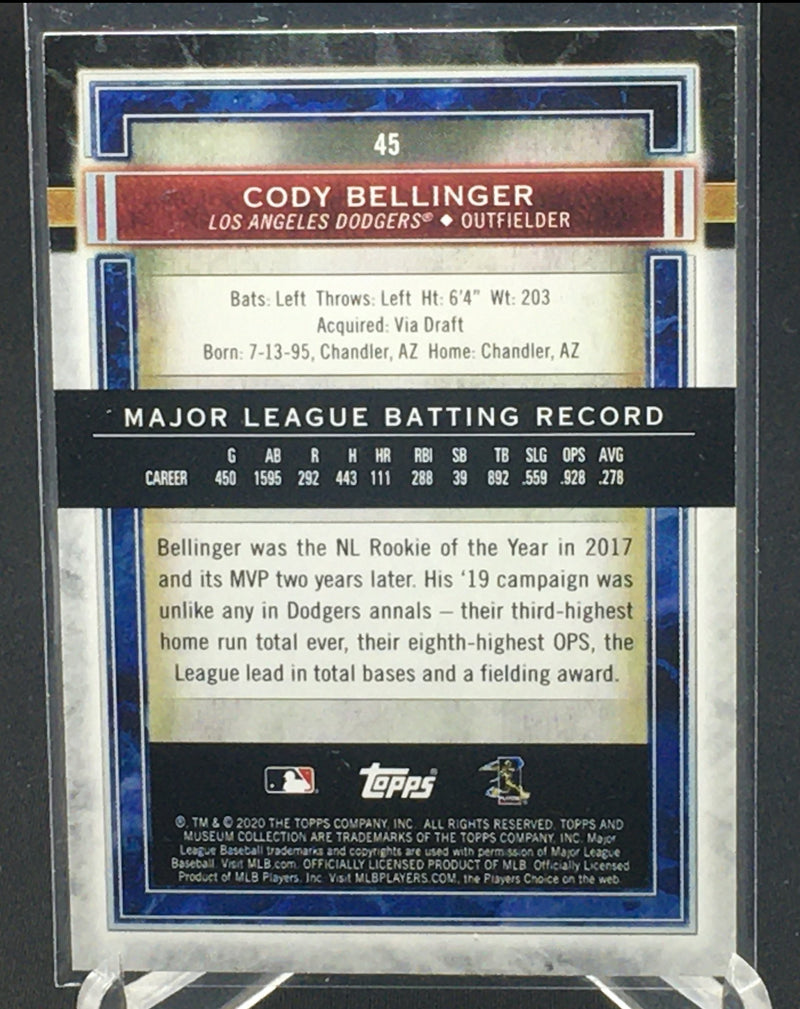 45
CODY BELLINGER
LOS ANGELES DODGERS® ◆ OUTFIELDER
Bats: Left Throws: Left Ht: 6'4" Wt: 203
Acquired: Via Draft
Born: 7-13-95, Chandler, AZ Home: Chandler, AZ
MAJOR LEAGUE BATTING RECORD
G AB R H HR RBI SB TB SLG OPS AVG
CAREER 450 1595 292 443 111 288 39 892 .559 .928 .278
Bellinger was the NL Rookie of the Year in 2017
and its MVP two years later. His '19 campaign was
unlike any in Dodgers annals – their third-highest
home run total ever, their eighth-highest OPS, the
League lead in total bases and a fielding award.
Topps
®, TM & © 2020 THE TOPPS COMPANY, INC. ALL RIGHTS RESERVED. TOPPS AND
MUSEUM COLLECTION ARE TRADEMARKS OF THE TOPPS COMPANY, INC. Major
League Baseball trademarks and copyrights are used with permission of Major League
Baseball. Visit MLB.com. OFFICIALLY LICENSED PRODUCT OF MLB. Officially Licensed
Product of MLB Players, Inc. Visit MLBPLAYERS.COM, the Players Choice on the web.